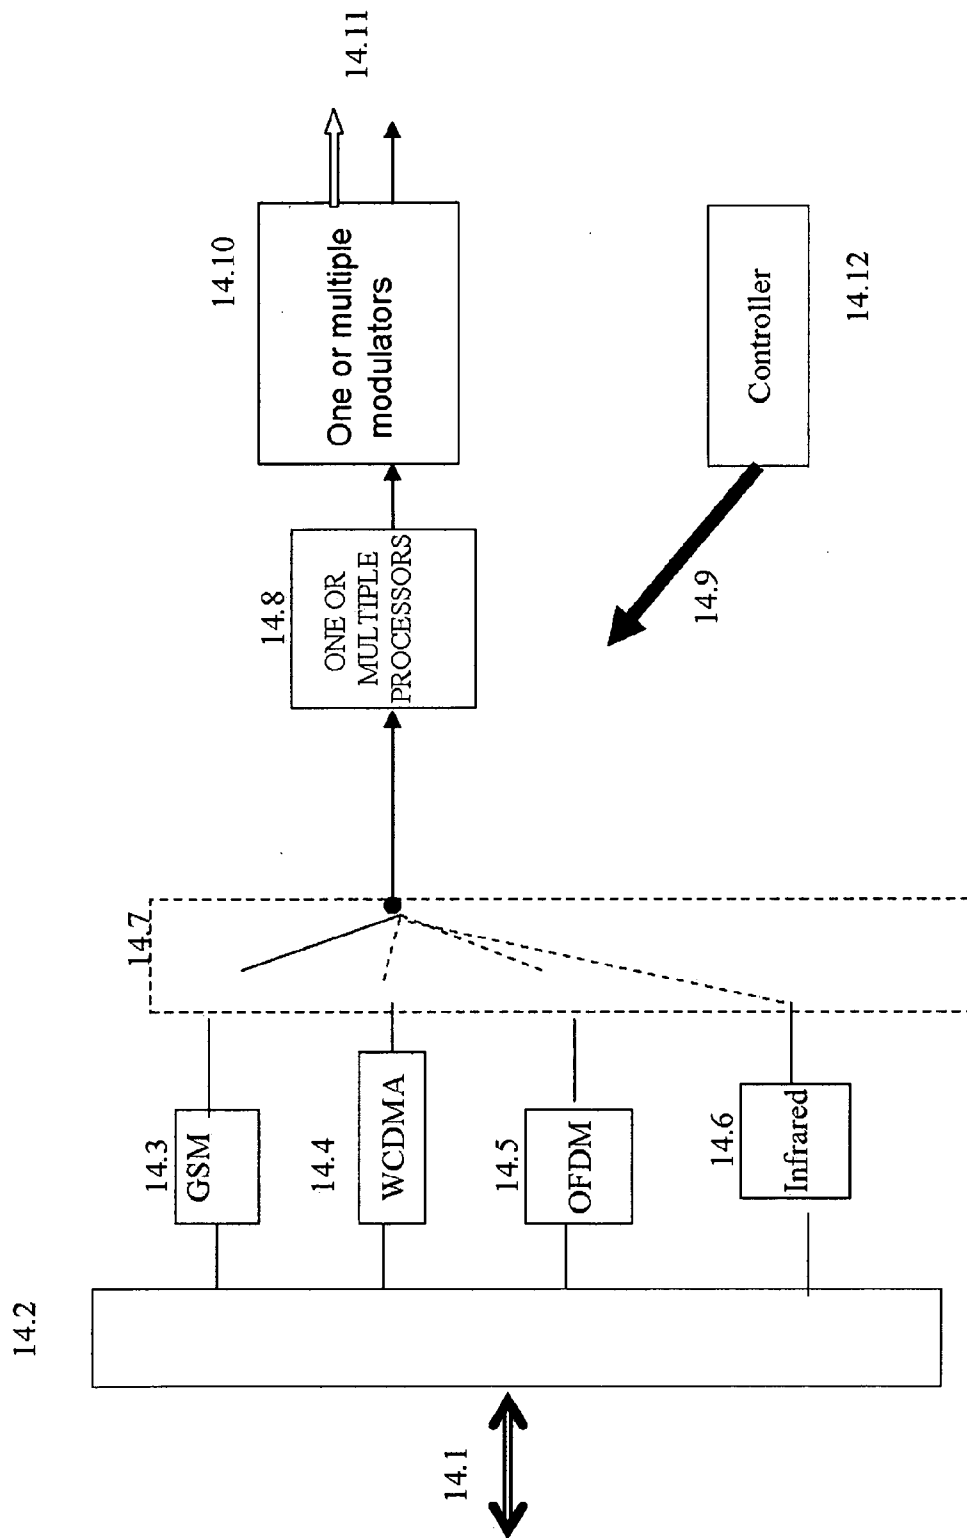 14.1
14.2
14.3
GSM
14.4
WCDMA
14.5
OFDM
14.6
Infrared
14.7
14.8
ONE OR
MULTIPLE
PROCESSORS
14.9
14.10
One or multiple
modulators
14.11
Controller
14.12